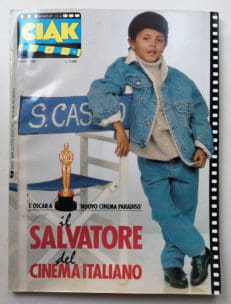 CIAK
S. CAS
L'OSCAR A 'NUOVO CINEMA PARADISO'
il
SALVATORE
del
CINEMA ITALIANO